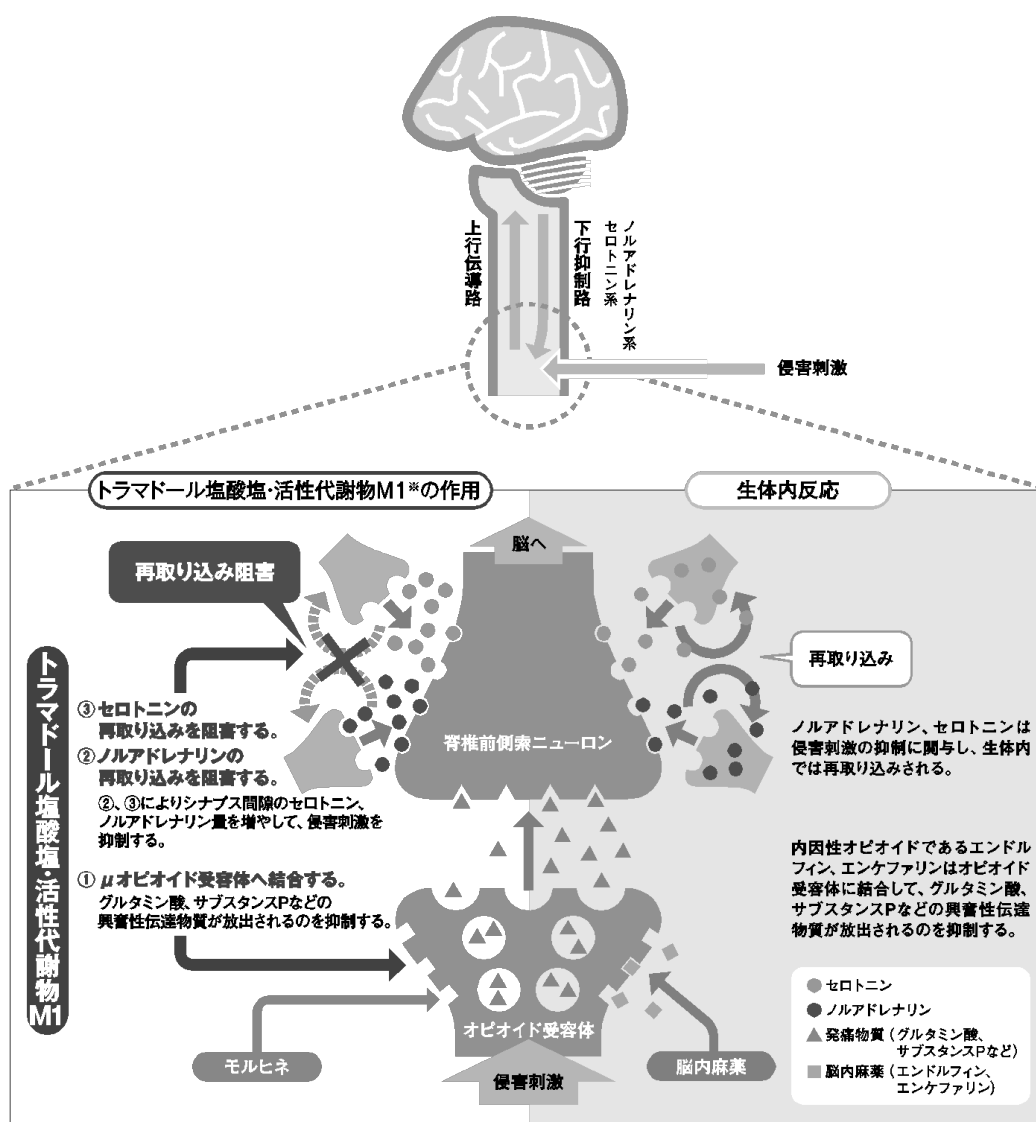 上行伝導路
下行抑制路
ノルアドレナリン系
セロトニン系
侵害刺激
トラマドール塩酸塩・活性代謝物M1※の作用
生体内反応
脳へ
再取り込み阻害
再取り込み
トラマドール塩酸塩・活性代謝物M1
③セロトニンの
再取り込みを阻害する。
②ノルアドレナリンの
再取り込みを阻害する。
②、③によりシナプス間隙のセロトニン、
ノルアドレナリン量を増やして、侵害刺激を
抑制する。
①μオピオイド受容体へ結合する。
グルタミン酸、サブスタンスPなどの
興奮性伝達物質が放出されるのを抑制する。
脊椎前側索ニューロン
ノルアドレナリン、セロトニンは
侵害刺激の抑制に関与し、生体内
では再取り込みされる。
内因性オピオイドであるエンドル
フィン、エンケファリンはオピオイド
受容体に結合して、グルタミン酸、
サブスタンスPなどの興奮性伝達
物質が放出されるのを抑制する。
オピオイド受容体
モルヒネ
脳内麻薬
侵害刺激
セロトニン
ノルアドレナリン
発痛物質(グルタミン酸、
サブスタンスPなど)
脳内麻薬(エンドルフィン、
エンケファリン)